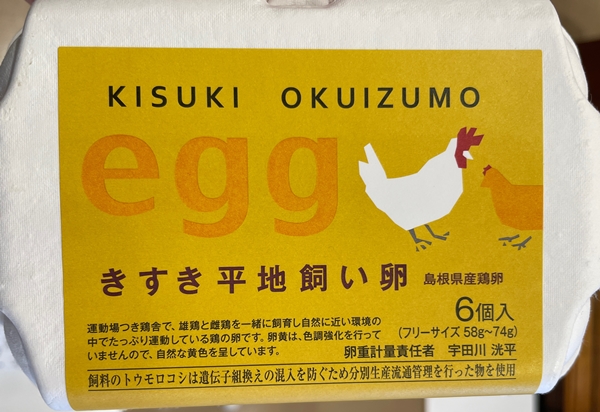 KISUKI OKUIZUMO
egg
きすき平地飼い卵 島根県産鶏卵
6個入
(フリーサイズ 58g~74g)
運動場つき鶏舎で、雄鶏と雌鶏を一緒に飼育し自然に近い環境の
中でたっぷり運動している鶏の卵です。卵黄は、色調強化を行って
いませんので、自然な黄色を呈しています。
卵重計量責任者 宇田川 洸平
飼料のトウモロコシは遺伝子組換えの混入を防ぐため分別生産流通管理を行った物を使用